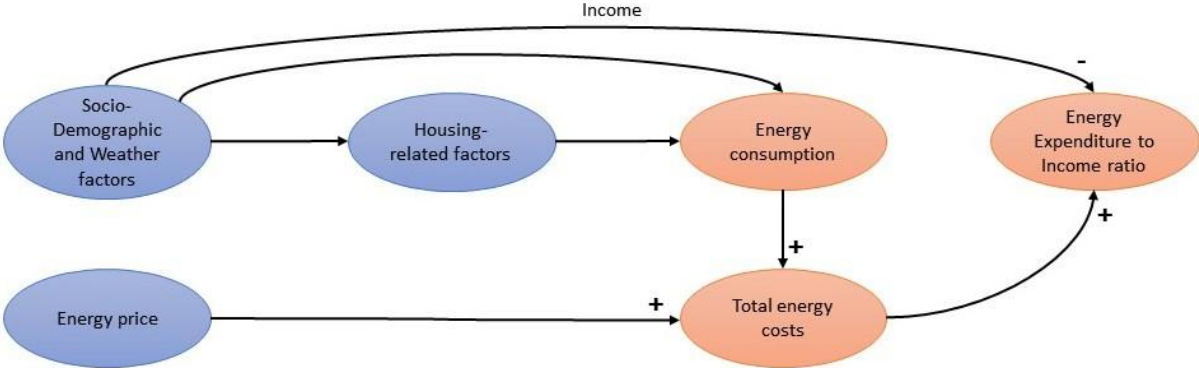 Income
-
Socio-
Demographic
and Weather
factors
Housing-
related factors
Energy
consumption
Energy
Expenditure to
Income ratio
+
+
Energy price
+
Total energy
costs